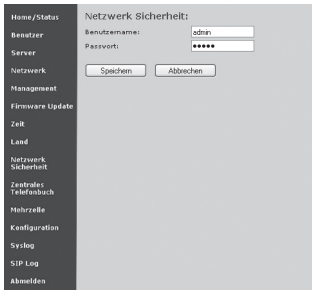 Home/Status
Benutzer
Server
Netzwerk
Management
Firmware Update
Zeit
Land
Netzwerk
Sicherheit
Zentrales
Telefonbuch
Mehrzelle
Konfiguration
Syslog
SIP Log
Abmelden
Netzwerk Sicherheit:
Benutzername: admin
Passwort: •••••
Speichern Abbrechen